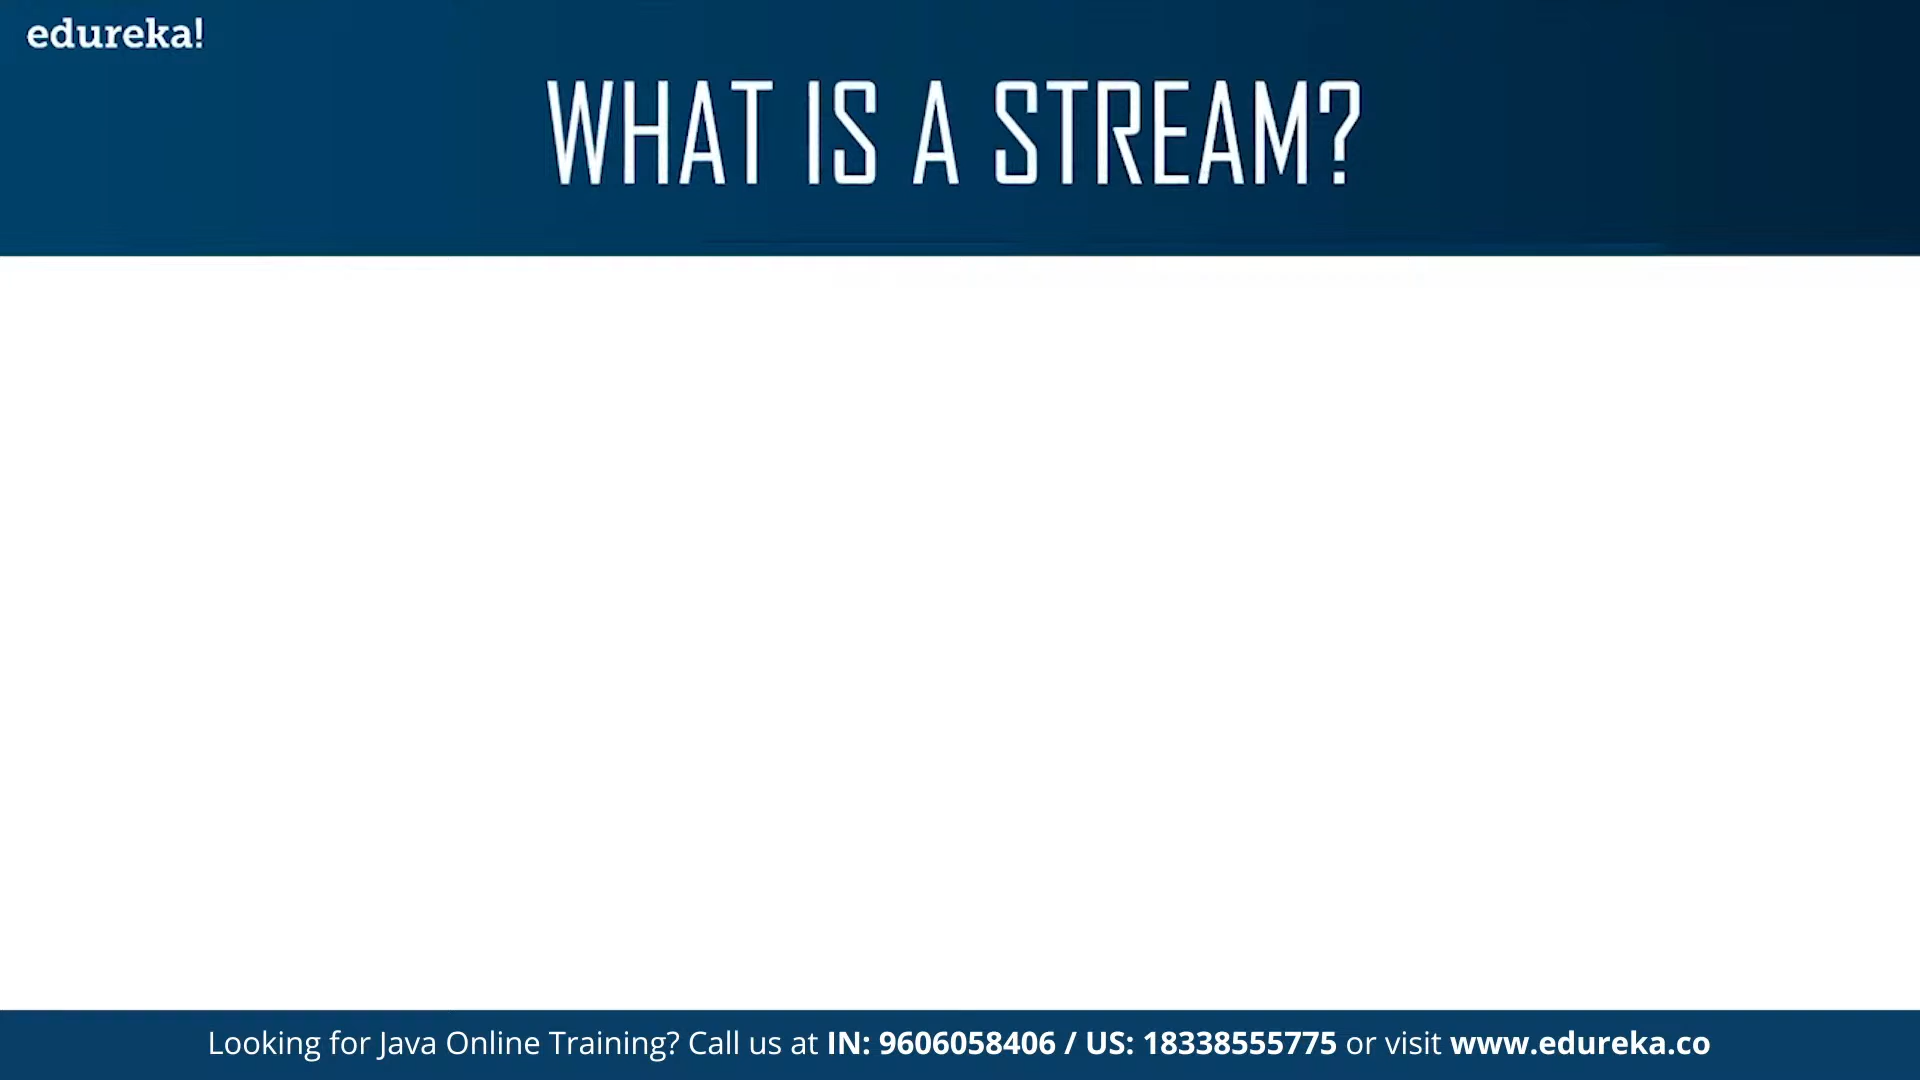 edureka!
WHAT IS A STREAM?
Looking for Java Online Training? Call us at IN: 9606058406 / US: 18338555775 or visit www.edureka.co